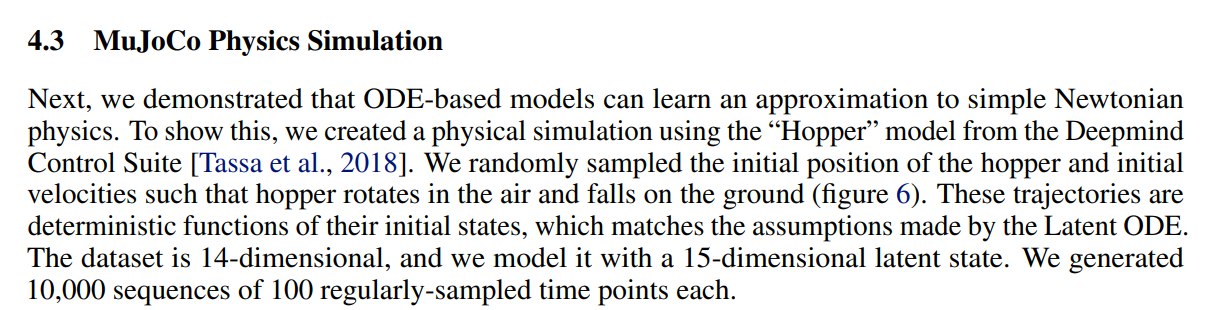 4.3 MuJoCo Physics Simulation
Next, we demonstrated that ODE-based models can learn an approximation to simple Newtonian
physics. To show this, we created a physical simulation using the “Hopper” model from the Deepmind
Control Suite [Tassa et al., 2018]. We randomly sampled the initial position of the hopper and initial
velocities such that hopper rotates in the air and falls on the ground (figure 6). These trajectories are
deterministic functions of their initial states, which matches the assumptions made by the Latent ODE.
The dataset is 14-dimensional, and we model it with a 15-dimensional latent state. We generated
10,000 sequences of 100 regularly-sampled time points each.